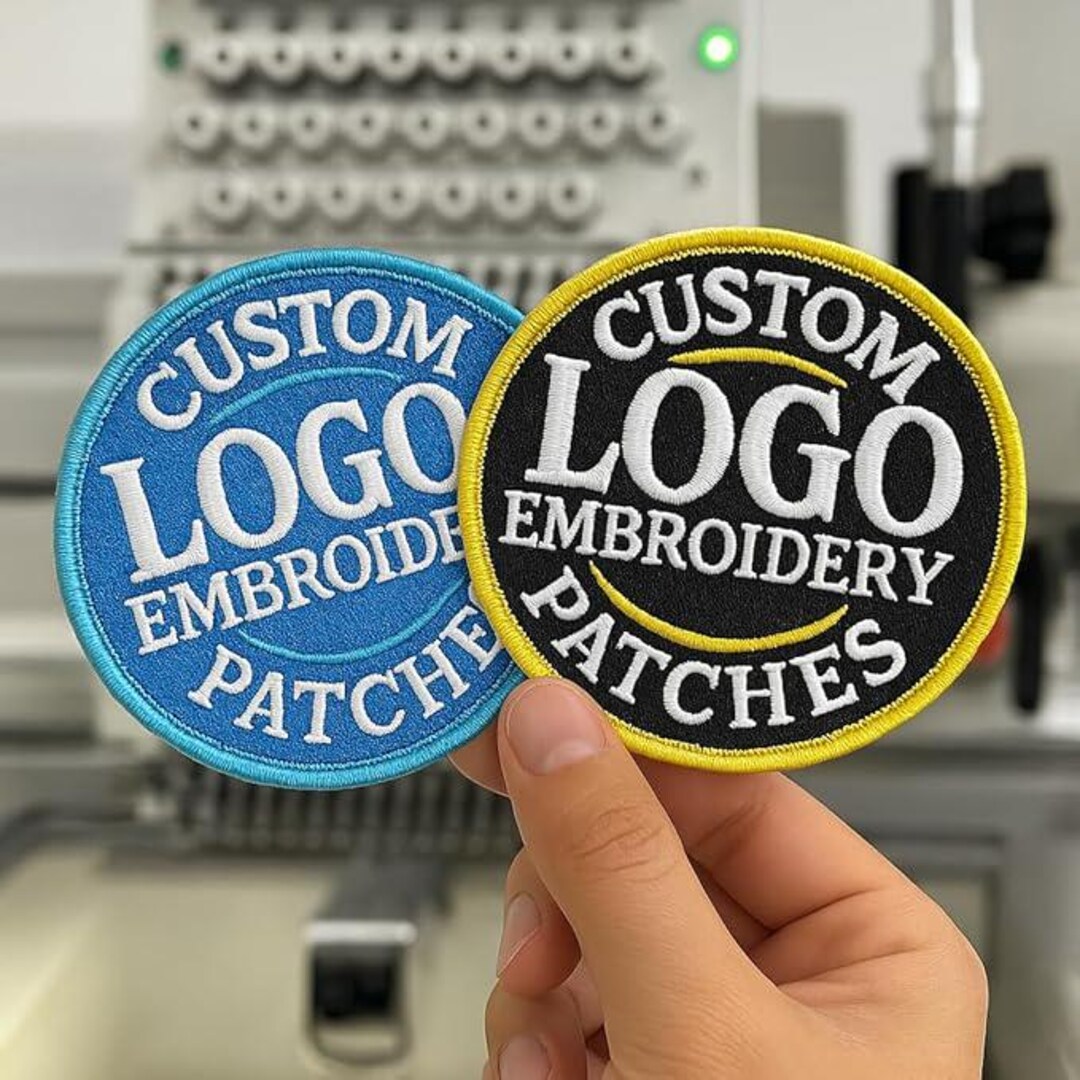 CUSTOM
LOGO
EMBROIDE
PATCHE
CUSTOM
LOGO
EMBROIDERY
PATCHES